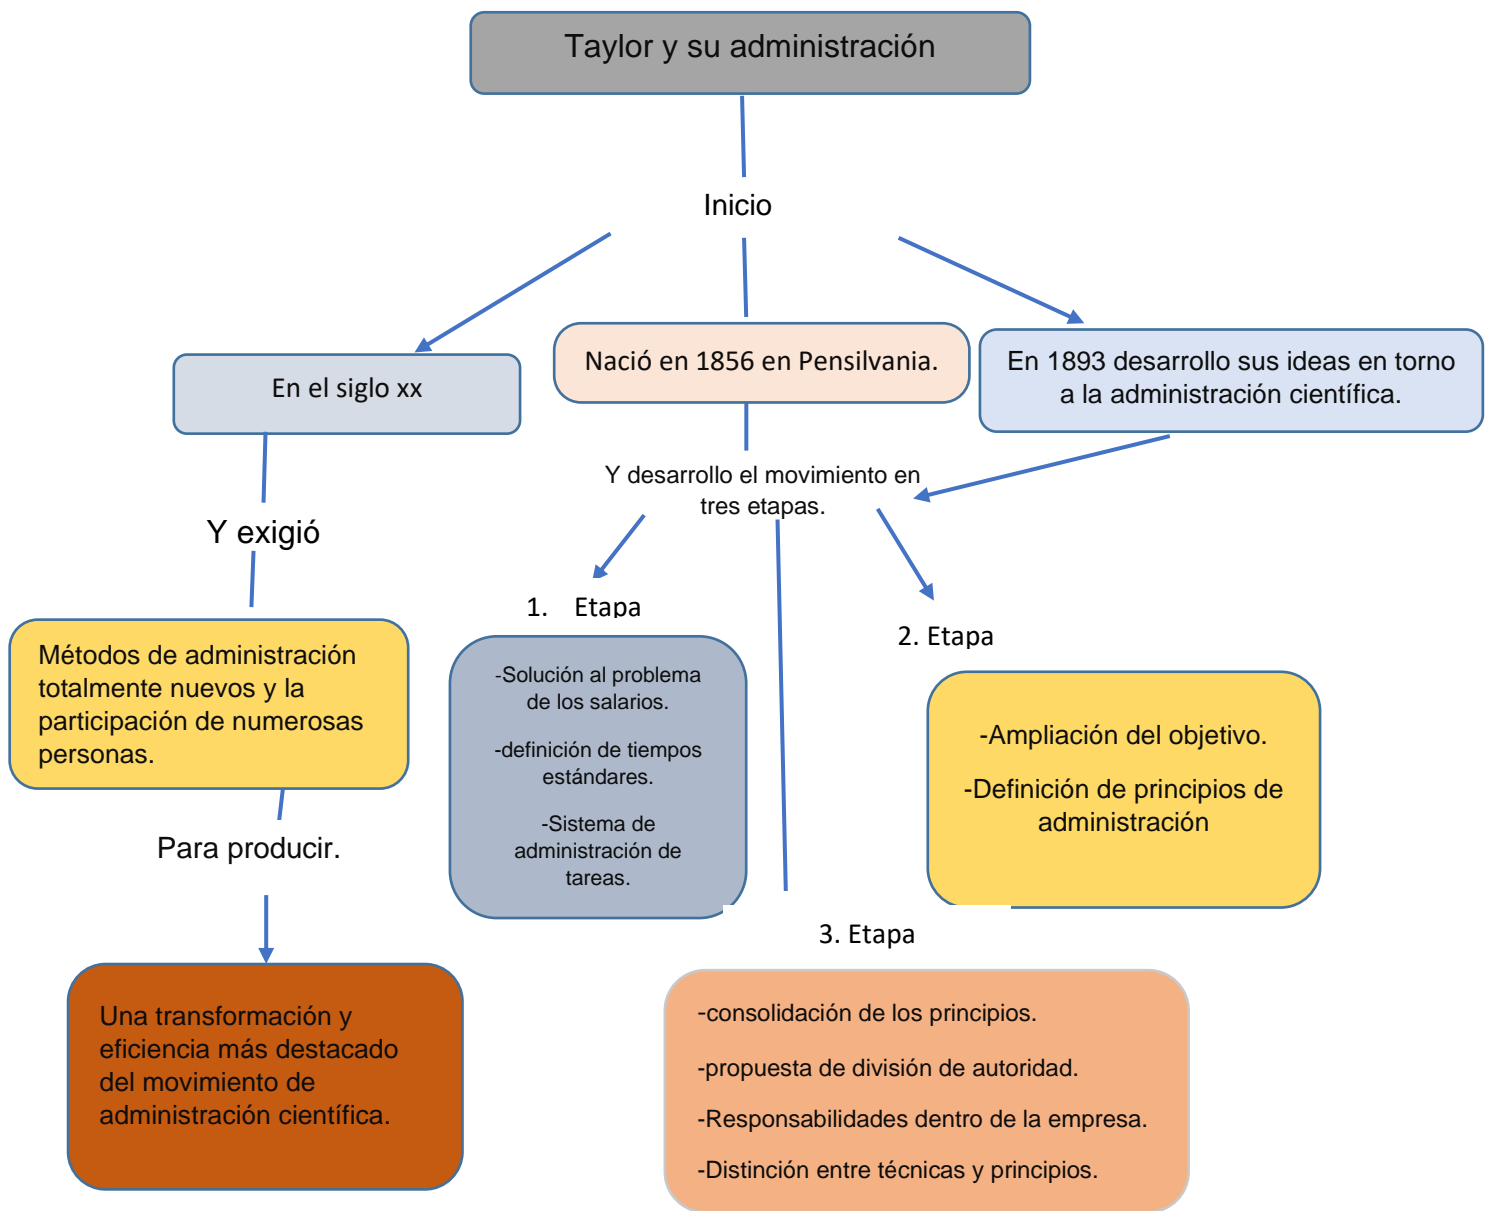 Taylor y su administración
Inicio
En el siglo xx
Nació en 1856 en Pensilvania.
En 1893 desarrollo sus ideas en torno
a la administración científica.
Y exigió
Y desarrollo el movimiento en
tres etapas.
Métodos de administración
totalmente nuevos y la
participación de numerosas
personas.
Para producir.
Una transformación y
eficiencia más destacado
del movimiento de
administración científica.
1. Etapa
-Solución al problema
de los salarios.
-definición de tiempos
estándares.
-Sistema de
administración de
tareas.
2. Etapa
-Ampliación del objetivo.
-Definición de principios de
administración
3. Etapa
-consolidación de los principios.
-propuesta de división de autoridad.
-Responsabilidades dentro de la empresa.
-Distinción entre técnicas y principios.